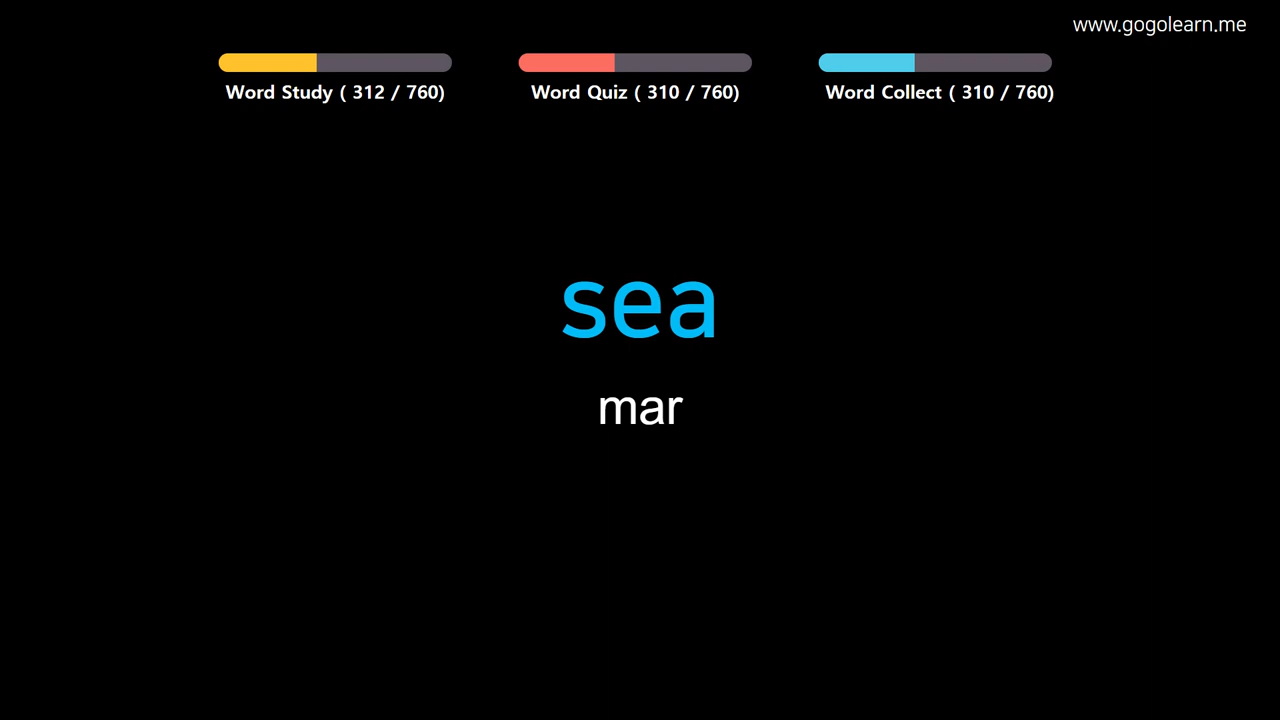 www.gogolearn.me
Word Study ( 312 / 760)
Word Quiz ( 310 / 760)
Word Collect ( 310 / 760)
sea
mar